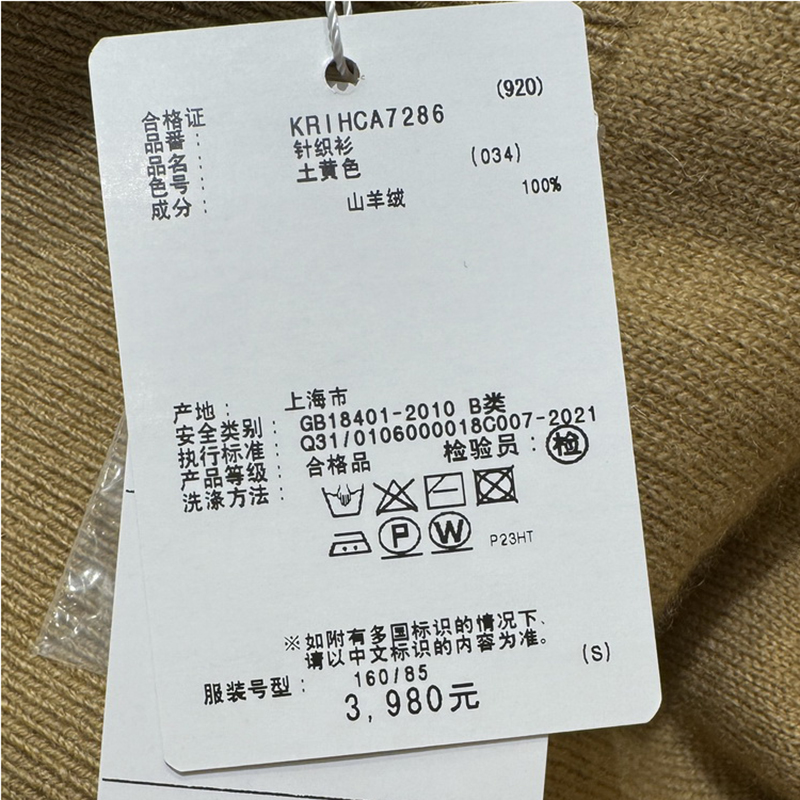 (920)
合格证
品番： KRIHCA7286
品名： 针织衫
色号： 土黄色 (034)
成分： 山羊绒 100%
产地： 上海市
安全类别： GB18401-2010 B类
执行标准： Q31/0106000018C007-2021
产品等级： 合格品 检验员：检
洗涤方法：
P W P23HT
※如附有多国标识的情况下、
请以中文标识的内容为准。
服装号型： 160/85 (S)
3,980元